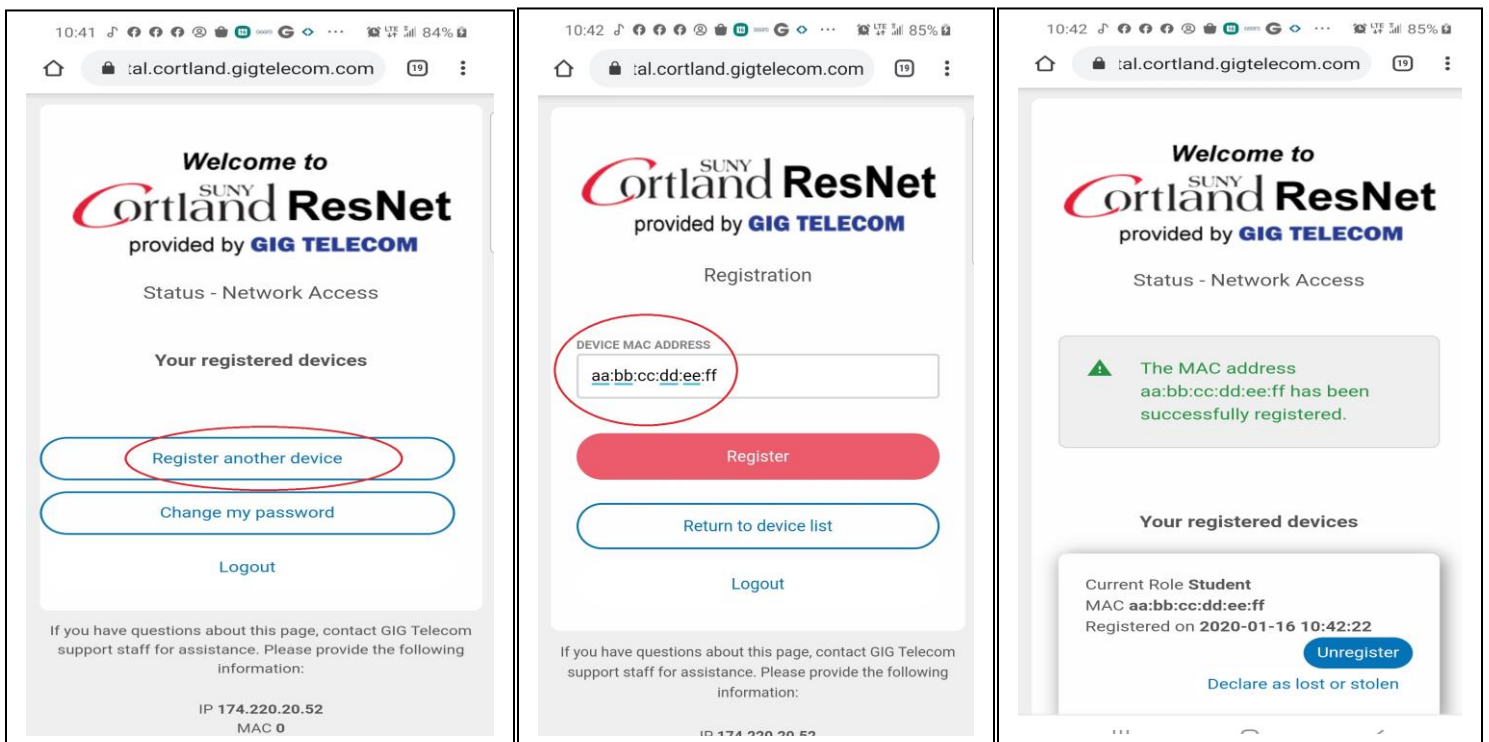 10:41 G ... LTE 84%
tal.cortland.gigtelecom.com 19
Welcome to
SUNY
Cortland ResNet
provided by GIG TELECOM
Status - Network Access
Your registered devices
Register another device
Change my password
Logout
If you have questions about this page, contact GIG Telecom
support staff for assistance. Please provide the following
information:
IP 174.220.20.52
MAC 0
10:42 G ... LTE 85%
tal.cortland.gigtelecom.com 19
SUNY
Cortland ResNet
provided by GIG TELECOM
Registration
DEVICE MAC ADDRESS
aa:bb:cc:dd:ee:ff
Register
Return to device list
Logout
If you have questions about this page, contact GIG Telecom
support staff for assistance. Please provide the following
information:
IP 174.220.20.52
10:42 G ... LTE 85%
tal.cortland.gigtelecom.com 19
Welcome to
SUNY
Cortland ResNet
provided by GIG TELECOM
Status - Network Access
The MAC address
aa:bb:cc:dd:ee:ff has been
successfully registered.
Your registered devices
Current Role Student
MAC aa:bb:cc:dd:ee:ff
Registered on 2020-01-16 10:42:22
Unregister
Declare as lost or stolen